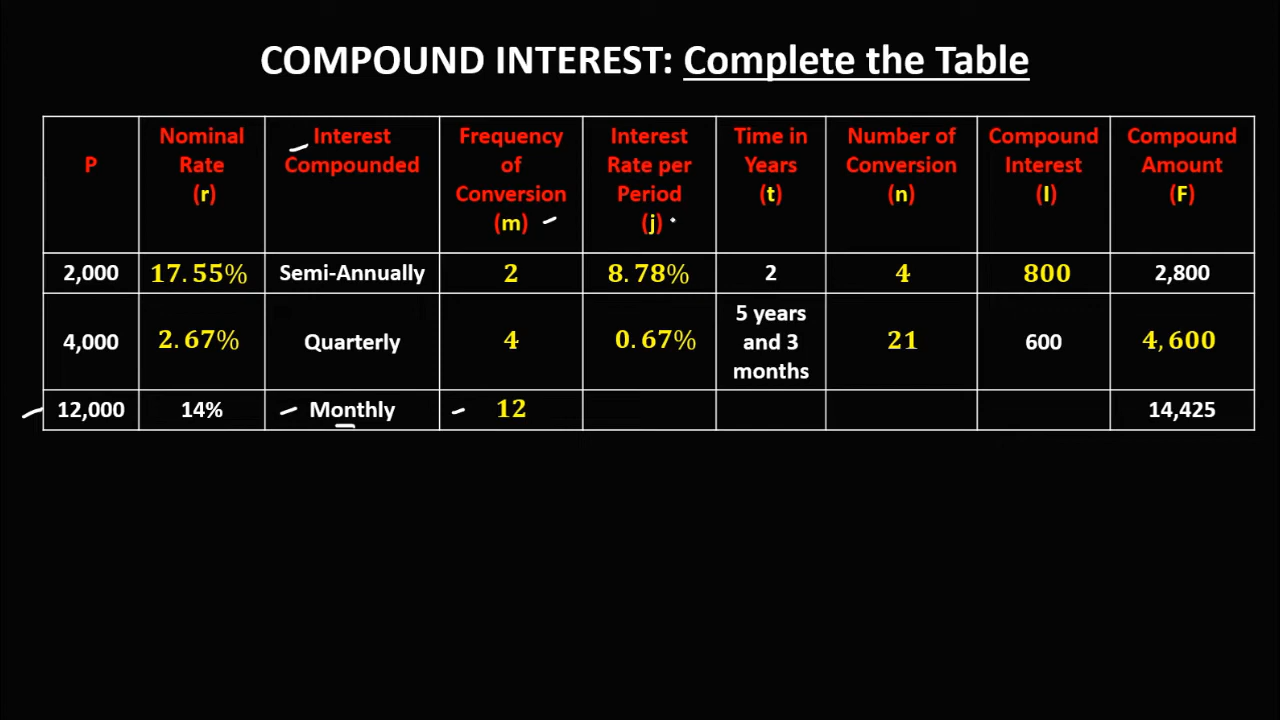 COMPOUND INTEREST: Complete the Table
P
Nominal
Rate
(r)
Interest
Compounded
Frequency
of
Conversion
(m)
Interest
Rate per
Period
(j)
Time in
Years
(t)
Number of
Conversion
(n)
Compound
Interest
(I)
Compound
Amount
(F)
2,000 17.55% Semi-Annually 2 8.78% 2 4 800 2,800
4,000 2.67% Quarterly 4 0.67%
5 years
and 3
months
21 600 4,600
12,000 14% Monthly 12 14,425